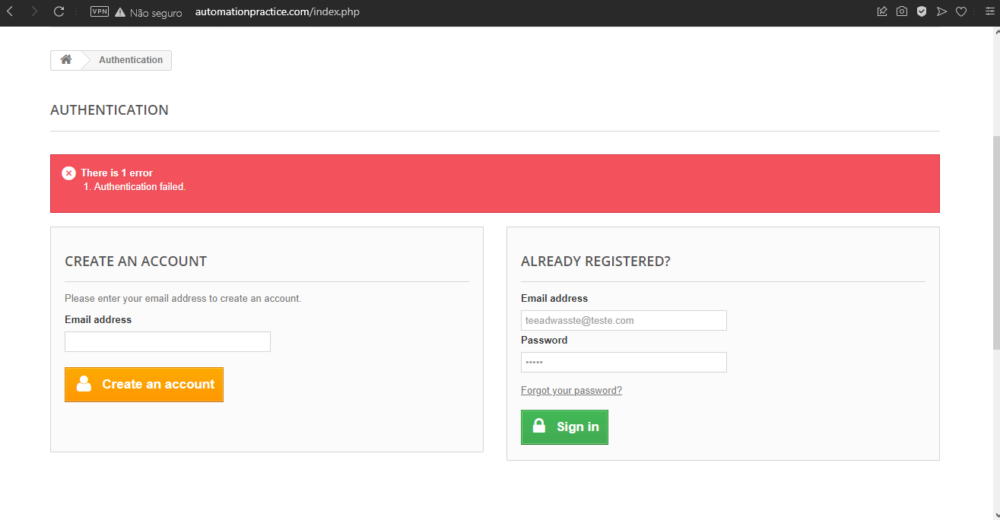 VPN Não seguro automationpractice.com/index.php
Authentication
AUTHENTICATION
There is 1 error
1. Authentication failed.
CREATE AN ACCOUNT
Please enter your email address to create an account.
Email address
Create an account
ALREADY REGISTERED?
Email address
teeadwasste@teste.com
Password
•••••
Forgot your password?
Sign in